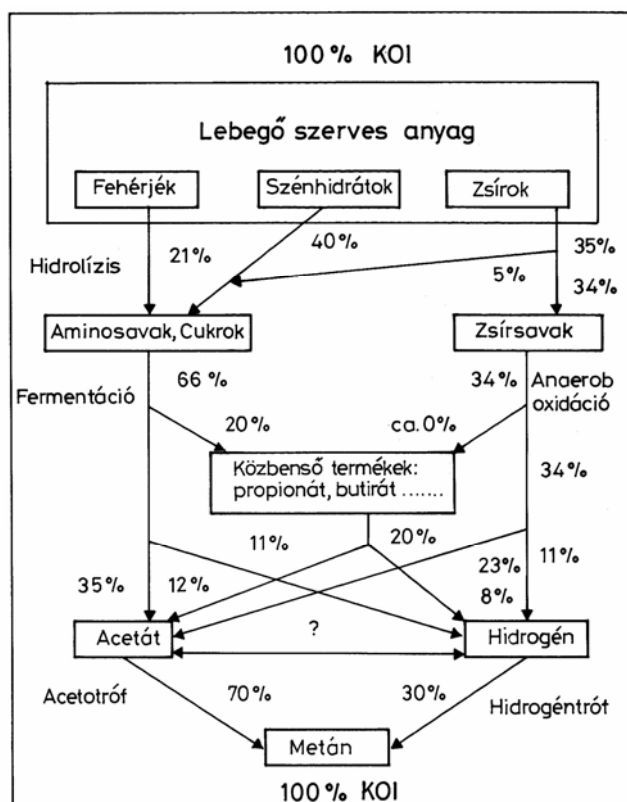 100 % KOI
Lebegő szerves anyag
Fehérjék
Szénhidrátok
Zsírok
Hidrolízis
21%
40%
5%
35%
34%
Aminosavak, Cukrok
Zsírsavak
Fermentáció
66%
34%
Anaerob
oxidáció
20%
ca.0%
Közbenső termékek:
propionát, butirát .......
34%
11%
20%
35%
12%
23%
11%
8%
Acetát
?
Hidrogén
Acetotróf
70%
30%
Hidrogéntrót
Metán
100% KOI